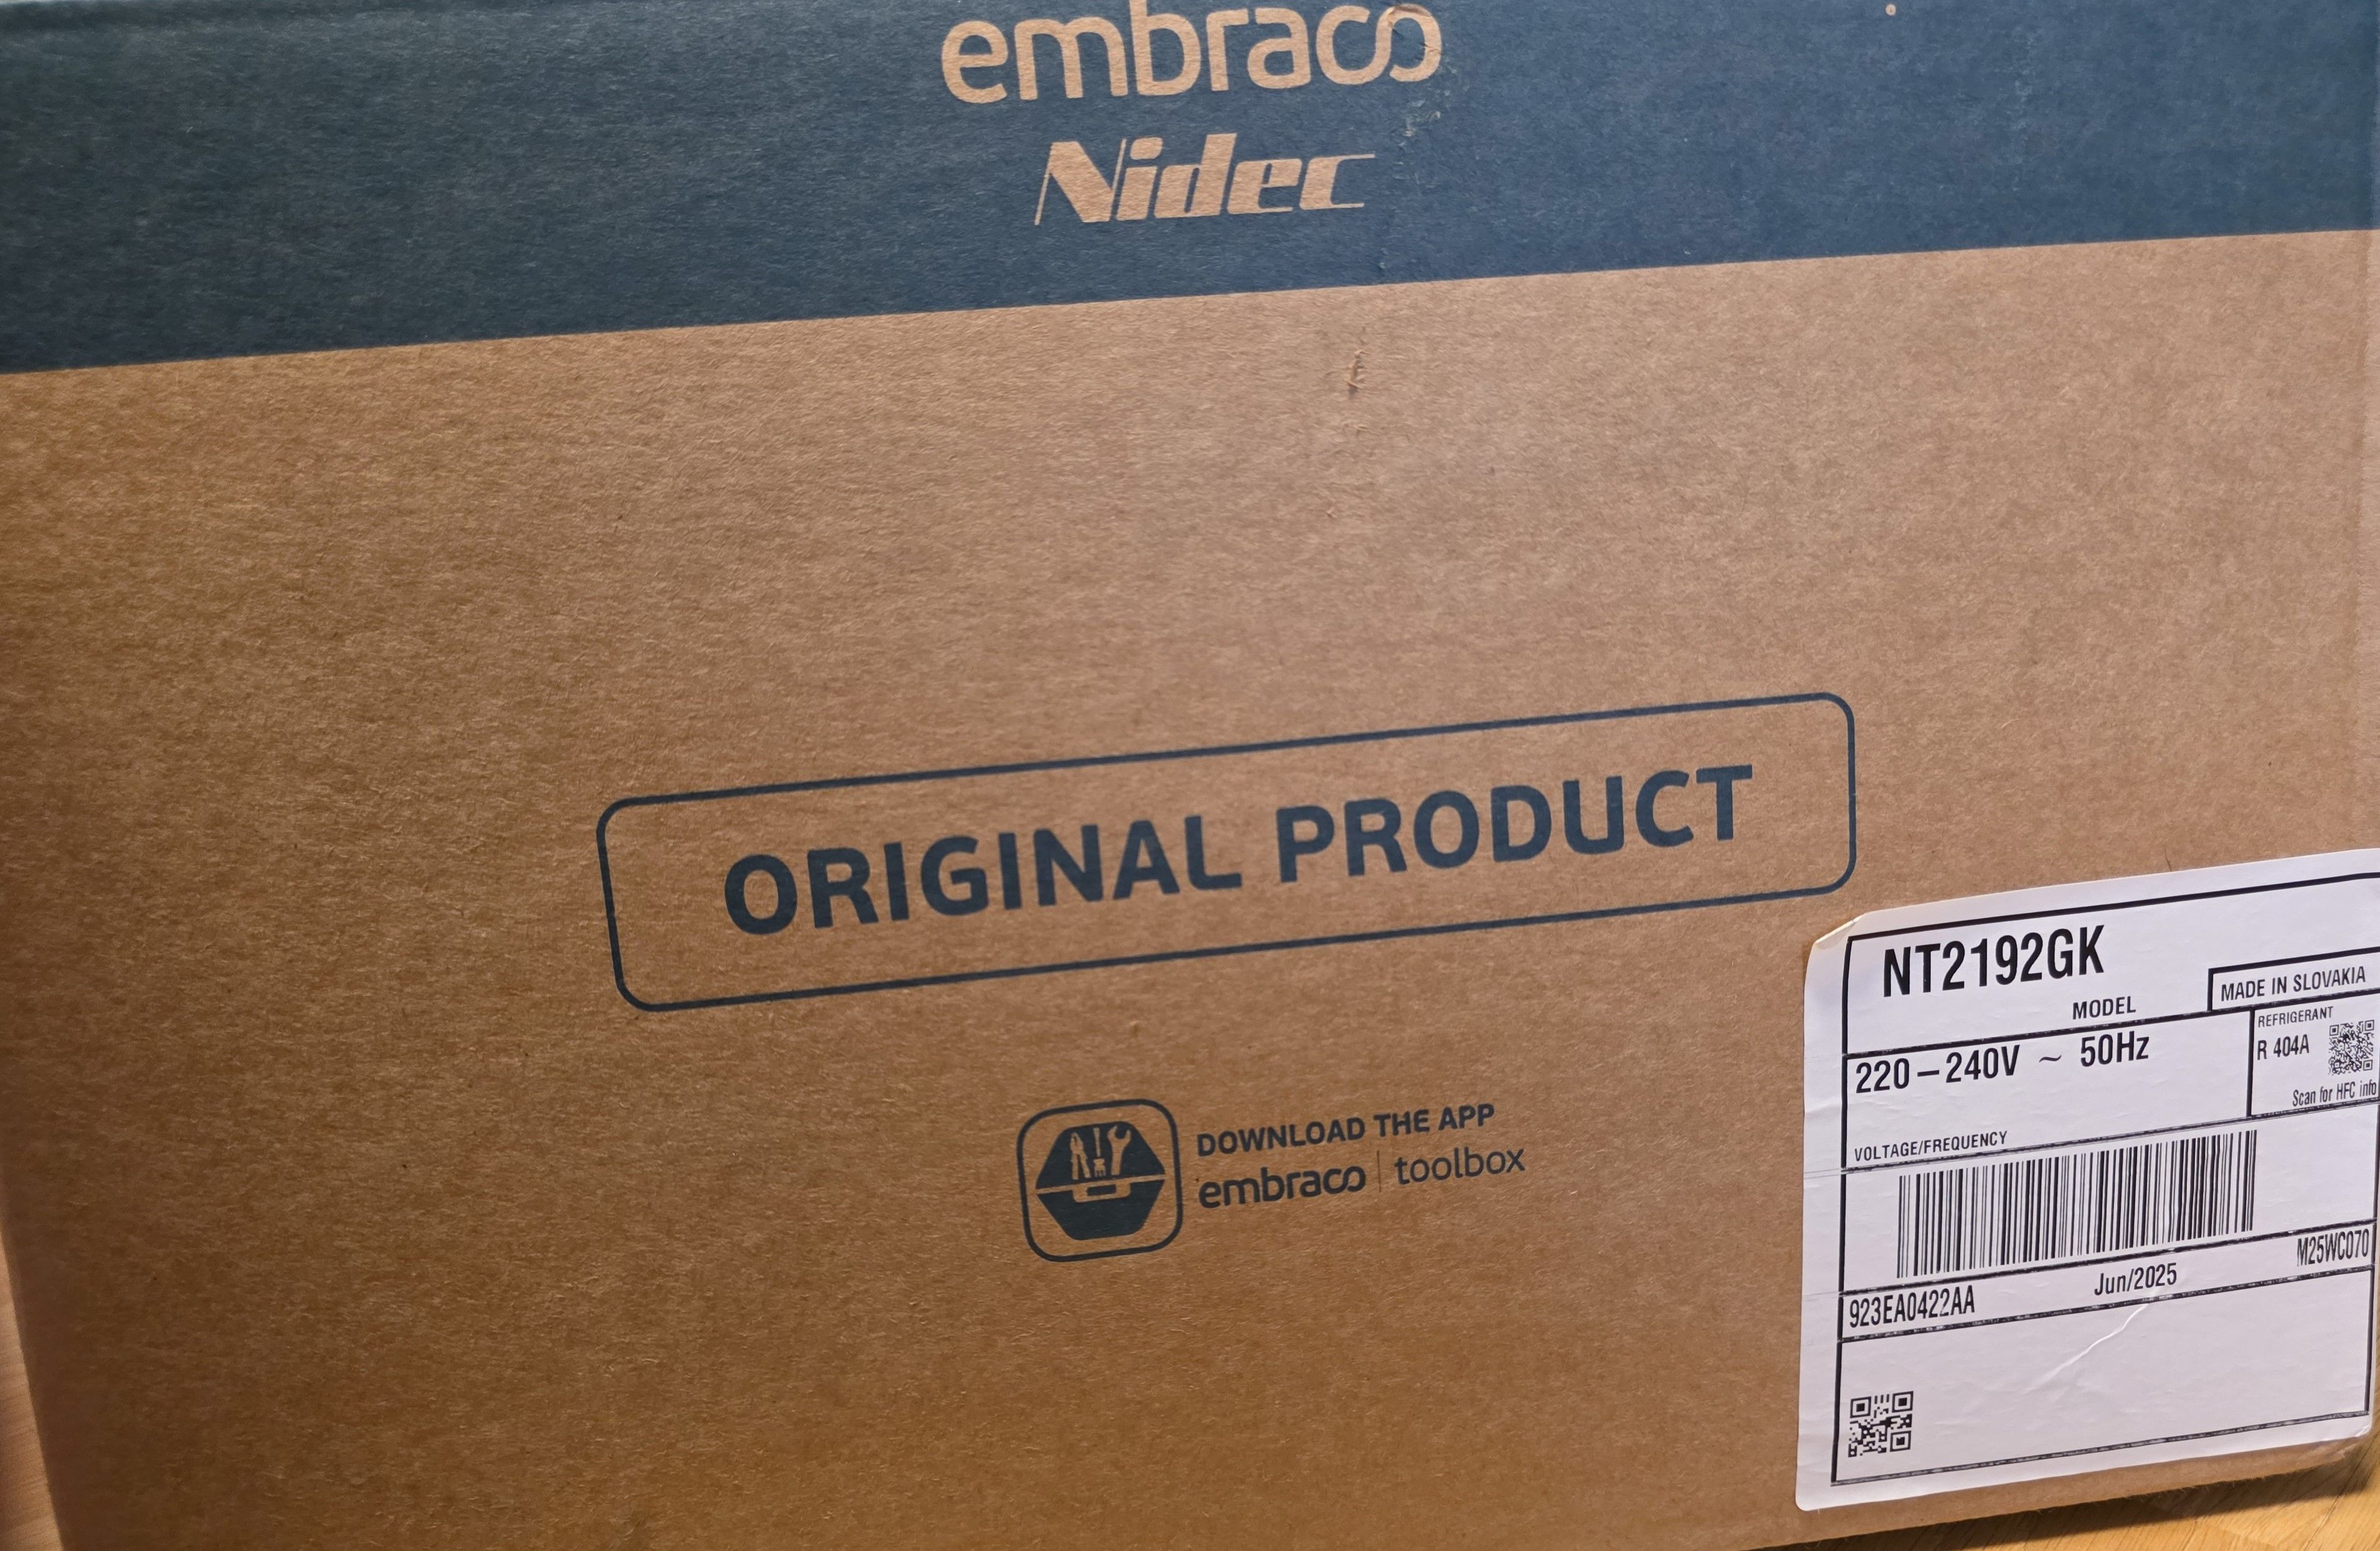 embraco
Nidec
ORIGINAL PRODUCT
DOWNLOAD THE APP
embraco | toolbox
NT2192GK
MODEL
MADE IN SLOVAKIA
220-240V ~ 50Hz
REFRIGERANT
R 404A
Scan for HFC info
VOLTAGE/FREQUENCY
923EA0422AA
Jun/2025
M25WC070